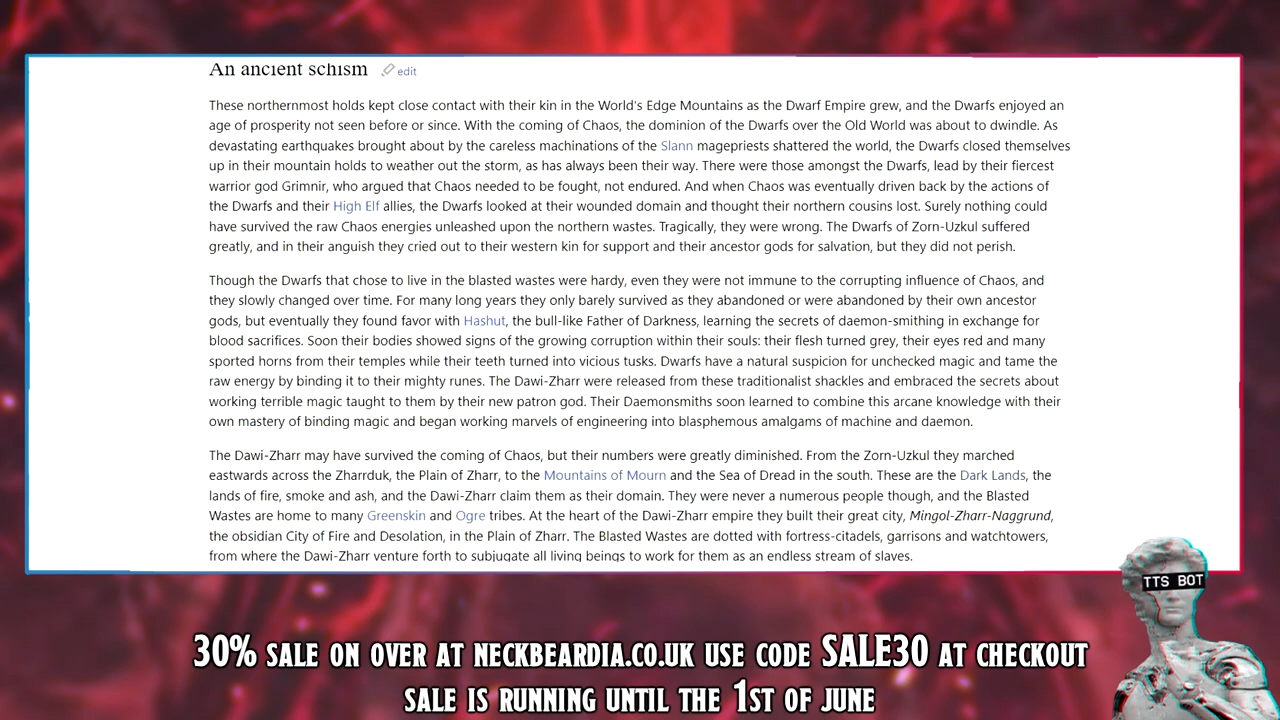 An ancient schism edit
These northernmost holds kept close contact with their kin in the World's Edge Mountains as the Dwarf Empire grew, and the Dwarfs enjoyed an
age of prosperity not seen before or since. With the coming of Chaos, the dominion of the Dwarfs over the Old World was about to dwindle. As
devastating earthquakes brought about by the careless machinations of the Slann magepriests shattered the world, the Dwarfs closed themselves
up in their mountain holds to weather out the storm, as has always been their way. There were those amongst the Dwarfs, lead by their fiercest
warrior god Grimnir, who argued that Chaos needed to be fought, not endured. And when Chaos was eventually driven back by the actions of
the Dwarfs and their High Elf allies, the Dwarfs looked at their wounded domain and thought their northern cousins lost. Surely nothing could
have survived the raw Chaos energies unleashed upon the northern wastes. Tragically, they were wrong. The Dwarfs of Zorn-Uzkul suffered
greatly, and in their anguish they cried out to their western kin for support and their ancestor gods for salvation, but they did not perish.
Though the Dwarfs that chose to live in the blasted wastes were hardy, even they were not immune to the corrupting influence of Chaos, and
they slowly changed over time. For many long years they only barely survived as they abandoned or were abandoned by their own ancestor
gods, but eventually they found favor with Hashut, the bull-like Father of Darkness, learning the secrets of daemon-smithing in exchange for
blood sacrifices. Soon their bodies showed signs of the growing corruption within their souls: their flesh turned grey, their eyes red and many
sported horns from their temples while their teeth turned into vicious tusks. Dwarfs have a natural suspicion for unchecked magic and tame the
raw energy by binding it to their mighty runes. The Dawi-Zharr were released from these traditionalist shackles and embraced the secrets about
working terrible magic taught to them by their new patron god. Their Daemonsmiths soon learned to combine this arcane knowledge with their
own mastery of binding magic and began working marvels of engineering into blasphemous amalgams of machine and daemon.
The Dawi-Zharr may have survived the coming of Chaos, but their numbers were greatly diminished. From the Zorn-Uzkul they marched
eastwards across the Zharrduk, the Plain of Zharr, to the Mountains of Mourn and the Sea of Dread in the south. These are the Dark Lands, the
lands of fire, smoke and ash, and the Dawi-Zharr claim them as their domain. They were never a numerous people though, and the Blasted
Wastes are home to many Greenskin and Ogre tribes. At the heart of the Dawi-Zharr empire they built their great city, Mingol-Zharr-Naggrund,
the obsidian City of Fire and Desolation, in the Plain of Zharr. The Blasted Wastes are dotted with fortress-citadels, garrisons and watchtowers,
from where the Dawi-Zharr venture forth to subjugate all living beings to work for them as an endless stream of slaves.
TTS BOT
30% SALE ON OVER AT NECKBEARDIA.CO.UK USE CODE SALE30 AT CHECKOUT
SALE IS RUNNING UNTIL THE 1ST OF JUNE